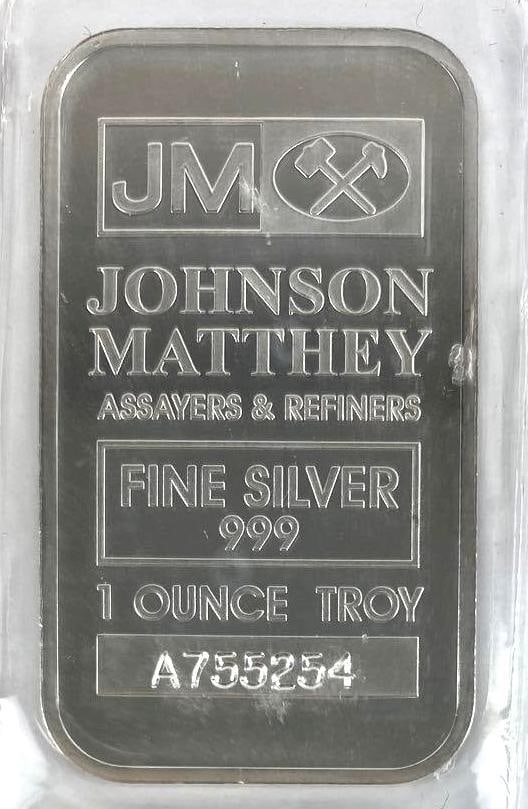 JM
JOHNSON
MATTHEY
ASSAYERS & REFINERS
FINE SILVER
999
1 OUNCE TROY
A755254